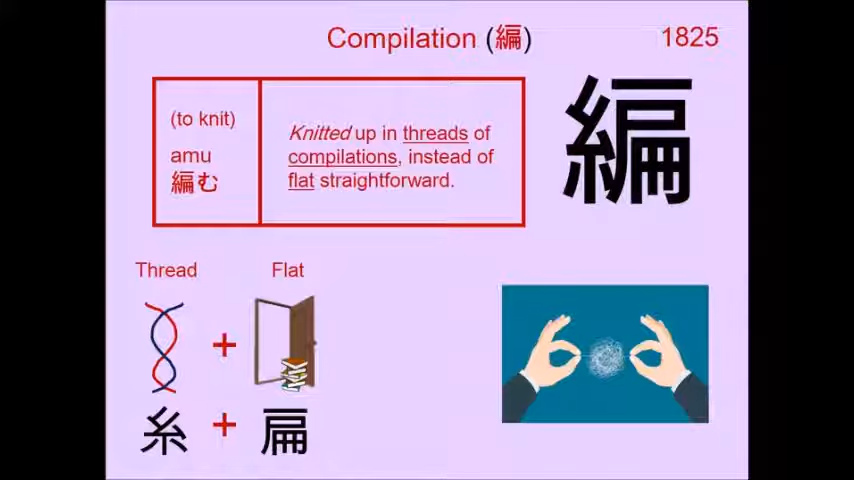 Compilation (編)
1825
(to knit)
amu
編む
Knitted up in threads of
compilations, instead of
flat straightforward.
編
Thread
Flat
+
糸 + 扁